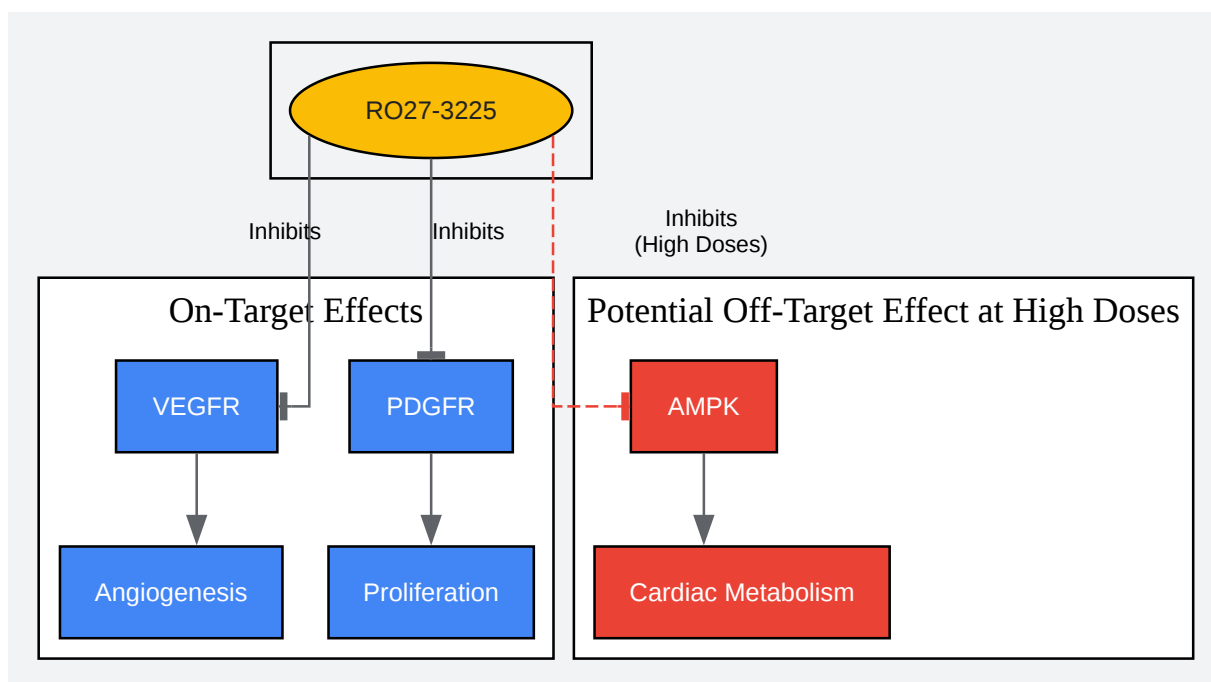 RO27-3225
Inhibits
Inhibits
Inhibits
(High Doses)
On-Target Effects
Potential Off-Target Effect at High Doses
VEGFR
PDGFR
AMPK
Angiogenesis
Proliferation
Cardiac Metabolism